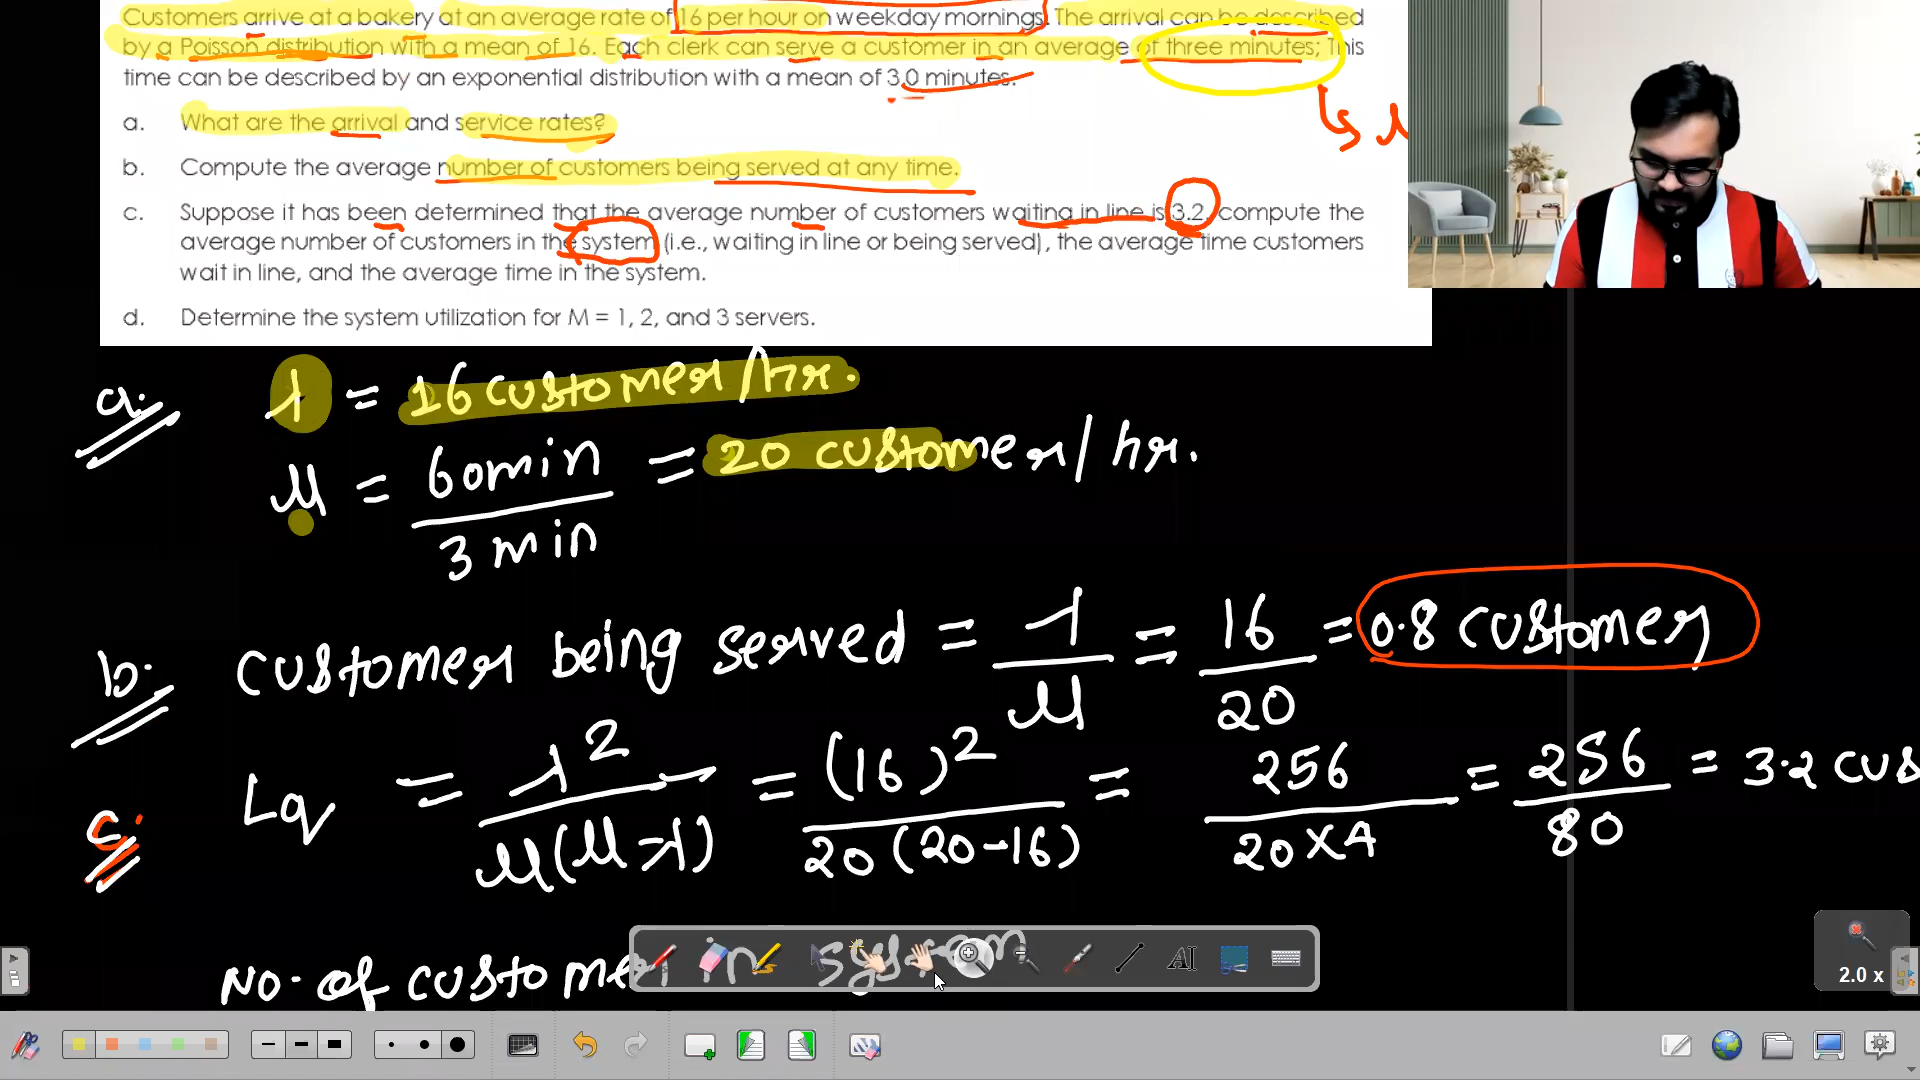 Customers arrive at a bakery at an average rate of 16 per hour on weekday mornings. The arrival can be described
by a Poisson distribution with a mean of 16. Each clerk can serve a customer in an average of three minutes; This
time can be described by an exponential distribution with a mean of 3.0 minutes.
a. What are the arrival and service rates?
b. Compute the average number of customers being served at any time.
c. Suppose it has been determined that the average number of customers waiting in line is 3.2, compute the
average number of customers in the system (i.e., waiting in line or being served), the average time customers
wait in line, and the average time in the system.
d. Determine the system utilization for M = 1, 2, and 3 servers.
a. λ = 16 customer/hr.
μ = 60min / 3 min = 20 customer/hr.
b. customer being served = λ/μ = 16/20 = 0.8 customer
c. Lq = λ² / μ(μ-λ) = (16)² / 20(20-16) = 256 / 20×4 = 256 / 80 = 3.2 cus
No. of customer in system
2.0 x